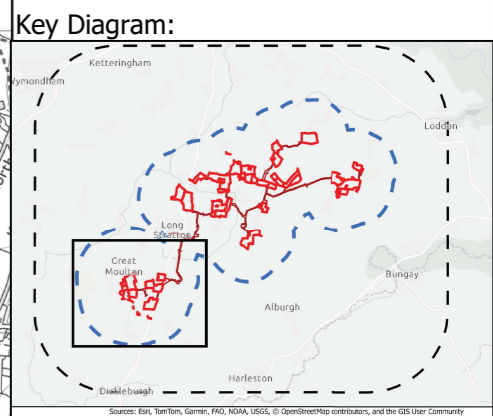 Key Diagram:
Ketteringham
Wymondham
Loddon
Long
Stratton
Great
Moulton
Bungay
Alburgh
Harleston
Dickleburgh
Sources: Esri, TomTom, Garmin, FAO, NOAA, USGS, © OpenStreetMap contributors, and the GIS User Community